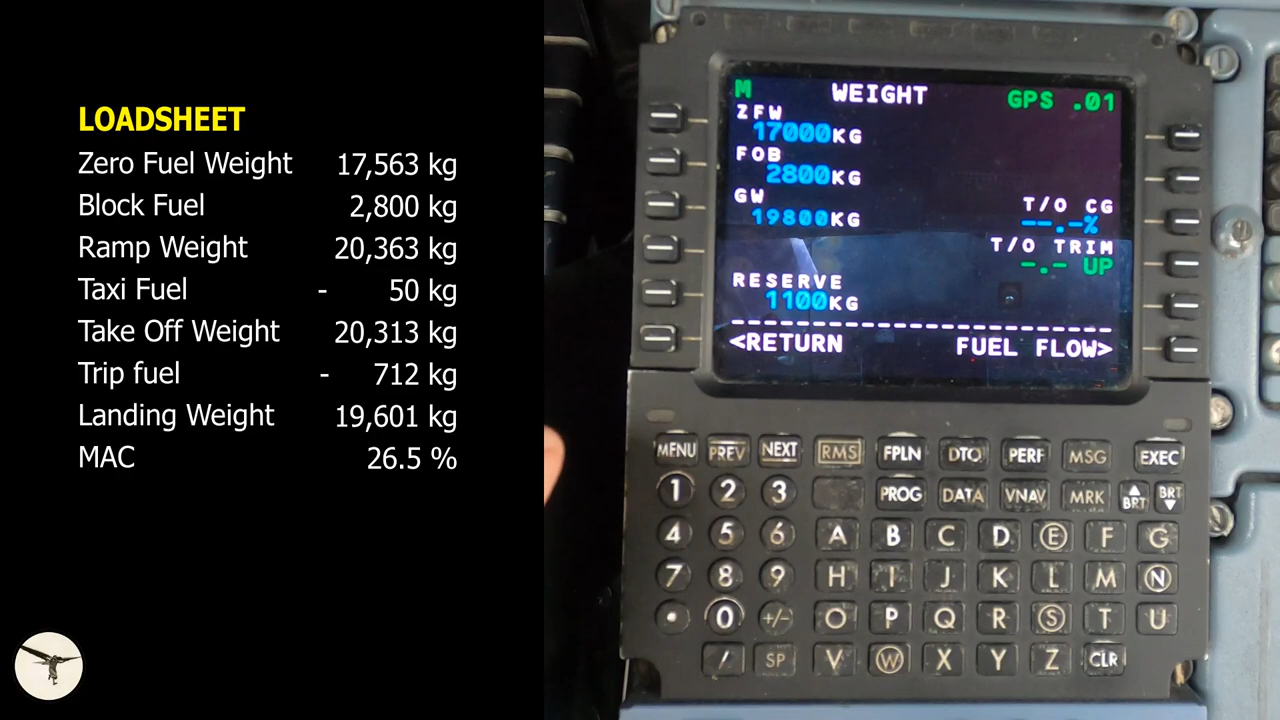 LOADSHEET
Zero Fuel Weight 17,563 kg
Block Fuel 2,800 kg
Ramp Weight 20,363 kg
Taxi Fuel - 50 kg
Take Off Weight 20,313 kg
Trip fuel - 712 kg
Landing Weight 19,601 kg
MAC 26.5 %
M WEIGHT GPS .01
ZFW
17000KG
FOB
2800KG
GW T/O CG
19800KG --.-%
T/O TRIM
-.- UP
RESERVE
1100KG
<RETURN FUEL FLOW>
MENU PREV NEXT RMS FPLN DTO PERF MSG EXEC
1 2 3 PROG DATA VNAV MRK BRT BRT
4 5 6 A B C D E F G
7 8 9 H I J K L M N
. 0 +/- O P Q R S T U
/ SP V W X Y Z CLR